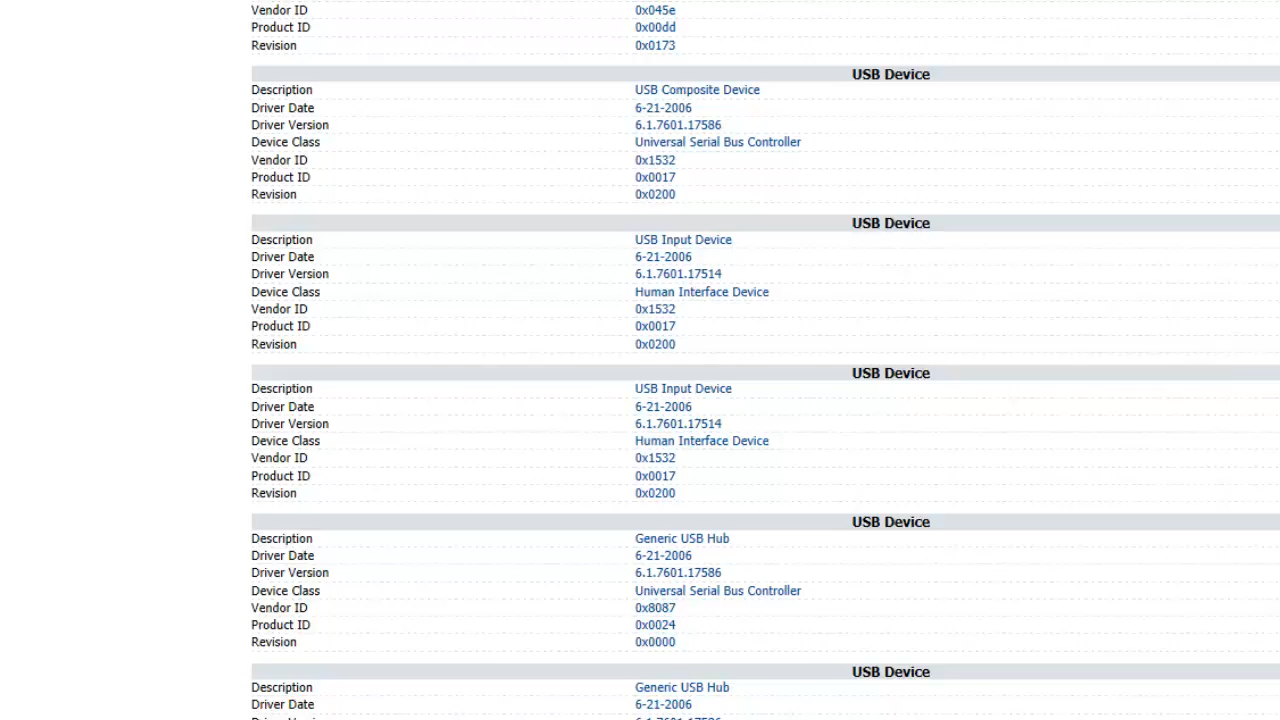 Vendor ID 0x045e
Product ID 0x00dd
Revision 0x0173
USB Device
Description USB Composite Device
Driver Date 6-21-2006
Driver Version 6.1.7601.17586
Device Class Universal Serial Bus Controller
Vendor ID 0x1532
Product ID 0x0017
Revision 0x0200
USB Device
Description USB Input Device
Driver Date 6-21-2006
Driver Version 6.1.7601.17514
Device Class Human Interface Device
Vendor ID 0x1532
Product ID 0x0017
Revision 0x0200
USB Device
Description USB Input Device
Driver Date 6-21-2006
Driver Version 6.1.7601.17514
Device Class Human Interface Device
Vendor ID 0x1532
Product ID 0x0017
Revision 0x0200
USB Device
Description Generic USB Hub
Driver Date 6-21-2006
Driver Version 6.1.7601.17586
Device Class Universal Serial Bus Controller
Vendor ID 0x8087
Product ID 0x0024
Revision 0x0000
USB Device
Description Generic USB Hub
Driver Date 6-21-2006